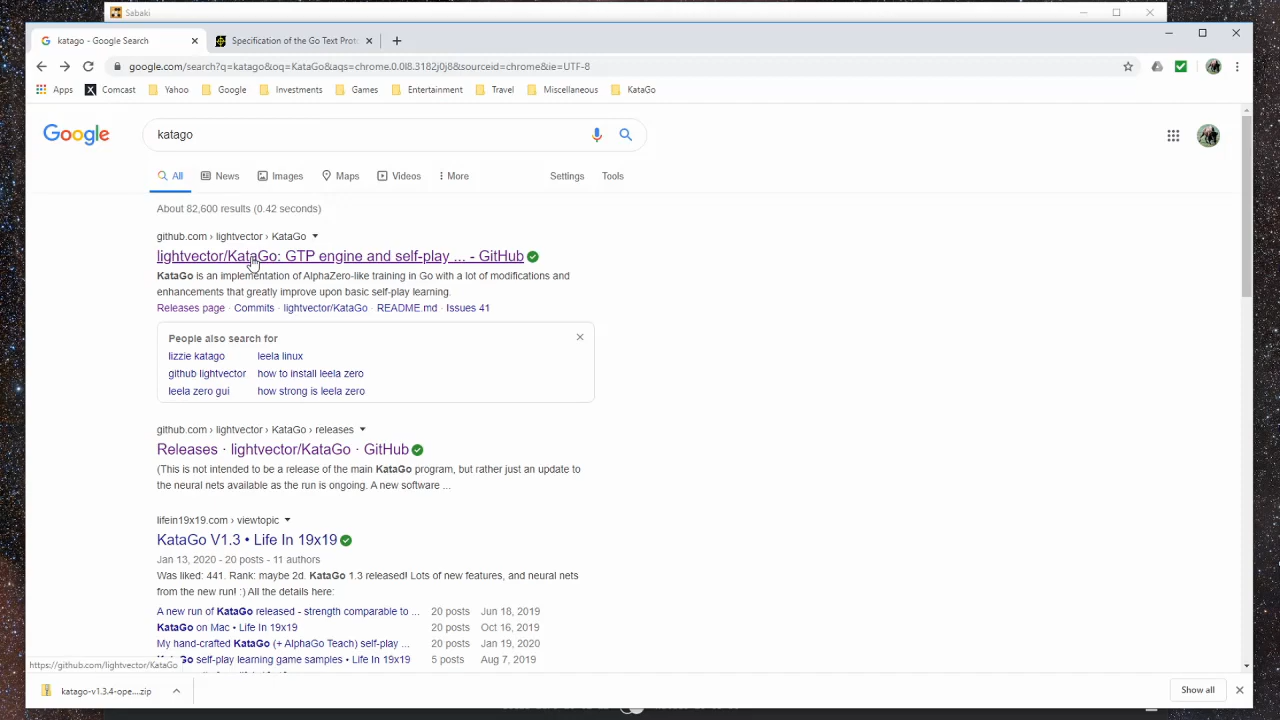 Sabaki
katago - Google Search
Specification of the Go Text Prot
google.com/search?q=katago&oq=KataGo&aqs=chrome.0.0l8.3182j0j8&sourceid=chrome&ie=UTF-8
Apps Comcast Yahoo Google Investments Games Entertainment Travel Miscellaneous KataGo
Google
katago
All News Images Maps Videos More Settings Tools
About 82,600 results (0.42 seconds)
github.com › lightvector › KataGo
lightvector/KataGo: GTP engine and self-play ... - GitHub
KataGo is an implementation of AlphaZero-like training in Go with a lot of modifications and
enhancements that greatly improve upon basic self-play learning.
Releases page · Commits · lightvector/KataGo · README.md · Issues 41
People also search for
lizzie katago leela linux
github lightvector how to install leela zero
leela zero gui how strong is leela zero
github.com › lightvector › KataGo › releases
Releases · lightvector/KataGo · GitHub
(This is not intended to be a release of the main KataGo program, but rather just an update to
the neural nets available as the run is ongoing. A new software ...
lifein19x19.com › viewtopic
KataGo V1.3 • Life In 19x19
Jan 13, 2020 - 20 posts - 11 authors
Was liked: 441. Rank: maybe 2d. KataGo 1.3 released! Lots of new features, and neural nets
from the new run! :) All the details here:
A new run of KataGo released - strength comparable to ... 20 posts Jun 18, 2019
KataGo on Mac • Life In 19x19 20 posts Oct 16, 2019
My hand-crafted KataGo (+ AlphaGo Teach) self-play ... 20 posts Jan 19, 2020
KataGo self-play learning game samples • Life In 19x19 5 posts Aug 7, 2019
https://github.com/lightvector/KataGo
katago-v1.3.4-ope....zip
Show all